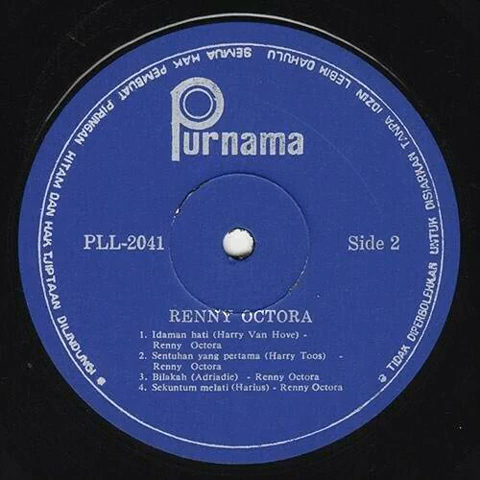 Purnama
PLL-2041
Side 2
RENNY OCTORA
1. Idaman hati (Harry Van Hove) -
Renny Octora
2. Sentuhan yang pertama (Harry Toos) -
Renny Octora
3. Bilakah (Adriadie) - Renny Octora
4. Sekuntum melati (Harius) - Renny Octora
SEMUA HAK PEMBUAT PIRINGAN HITAM DAN HAK TJIPTAAN DILINDUNGI
TIDAK DIPERBOLEHKAN UNTUK DISIARKAN TANPA IDZIN LEBIH DAHULU